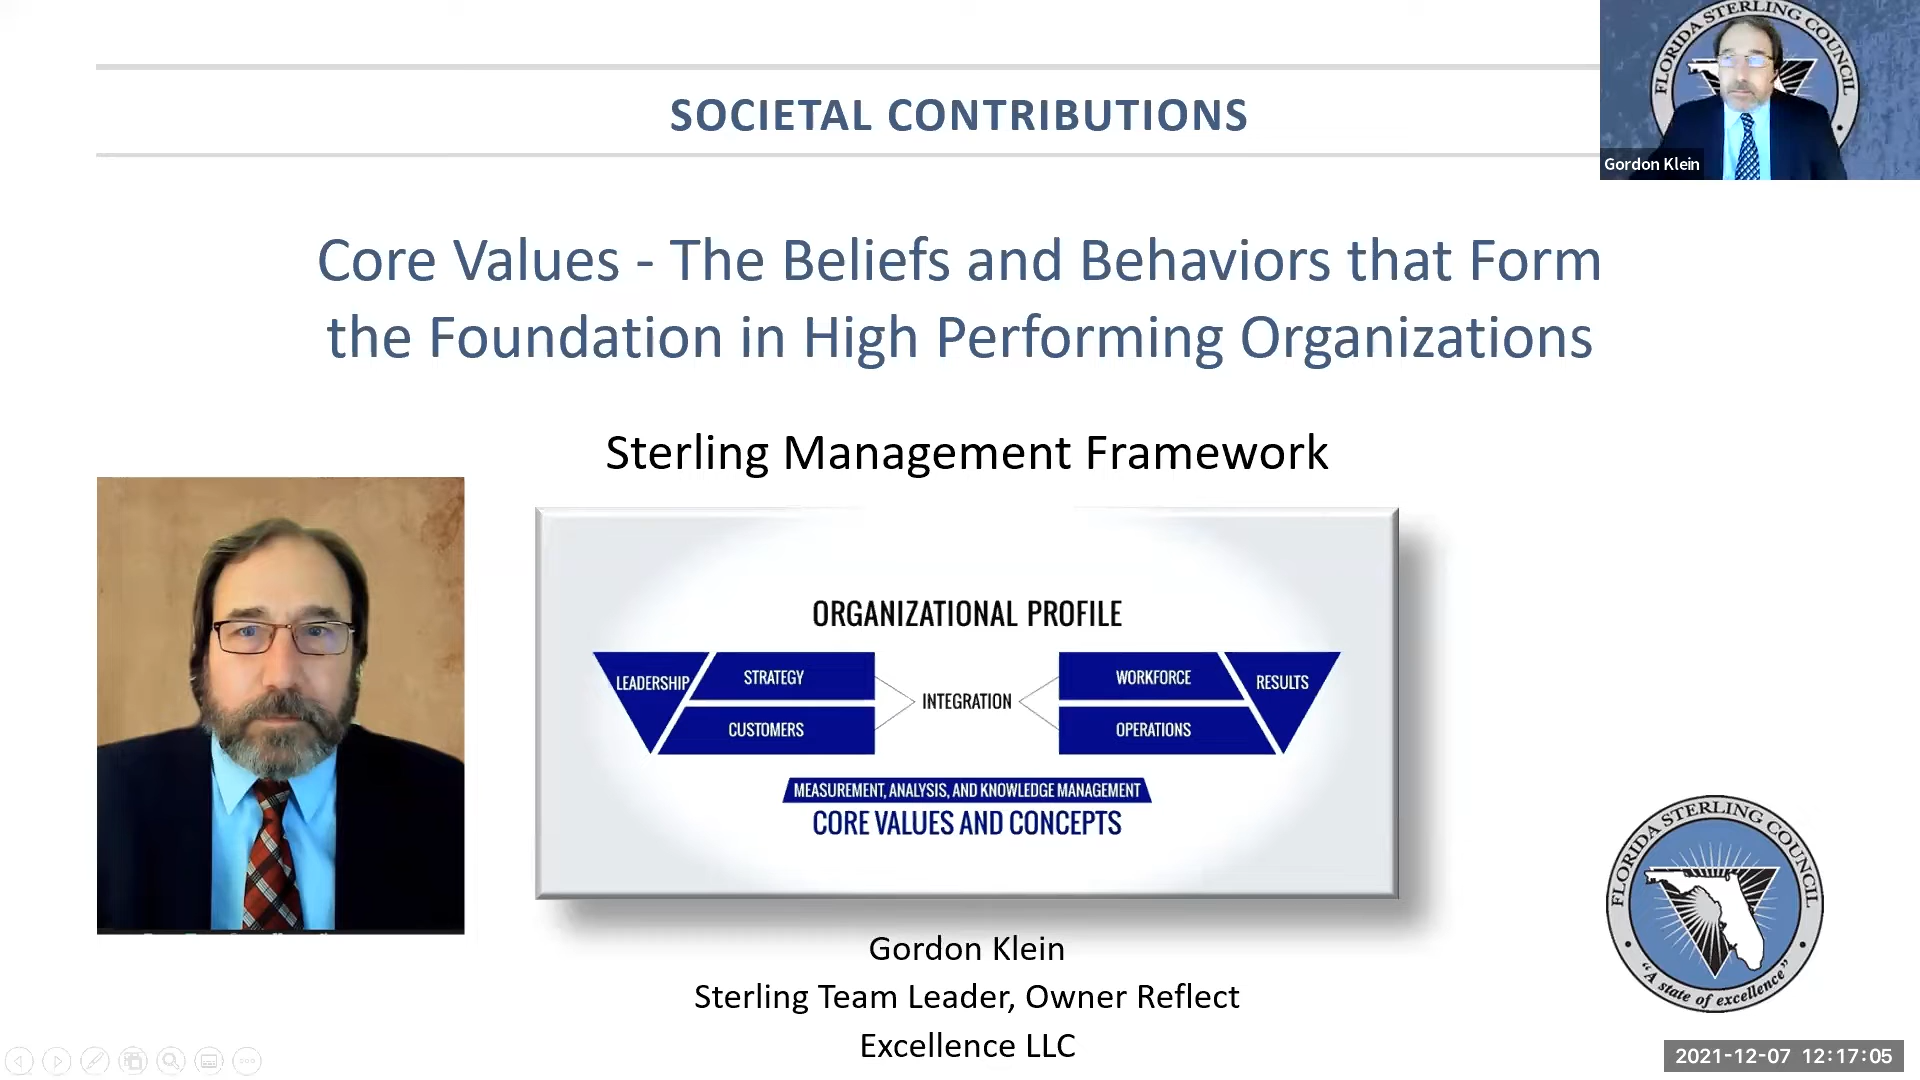 SOCIETAL CONTRIBUTIONS
FLORIDA STERLING COUNCIL
Gordon Klein
Core Values - The Beliefs and Behaviors that Form
the Foundation in High Performing Organizations
Sterling Management Framework
ORGANIZATIONAL PROFILE
LEADERSHIP
STRATEGY
CUSTOMERS
INTEGRATION
WORKFORCE
OPERATIONS
RESULTS
MEASUREMENT, ANALYSIS, AND KNOWLEDGE MANAGEMENT
CORE VALUES AND CONCEPTS
Gordon Klein
Sterling Team Leader, Owner Reflect
Excellence LLC
FLORIDA STERLING COUNCIL
"A state of excellence"
2021-12-07 12:17:05